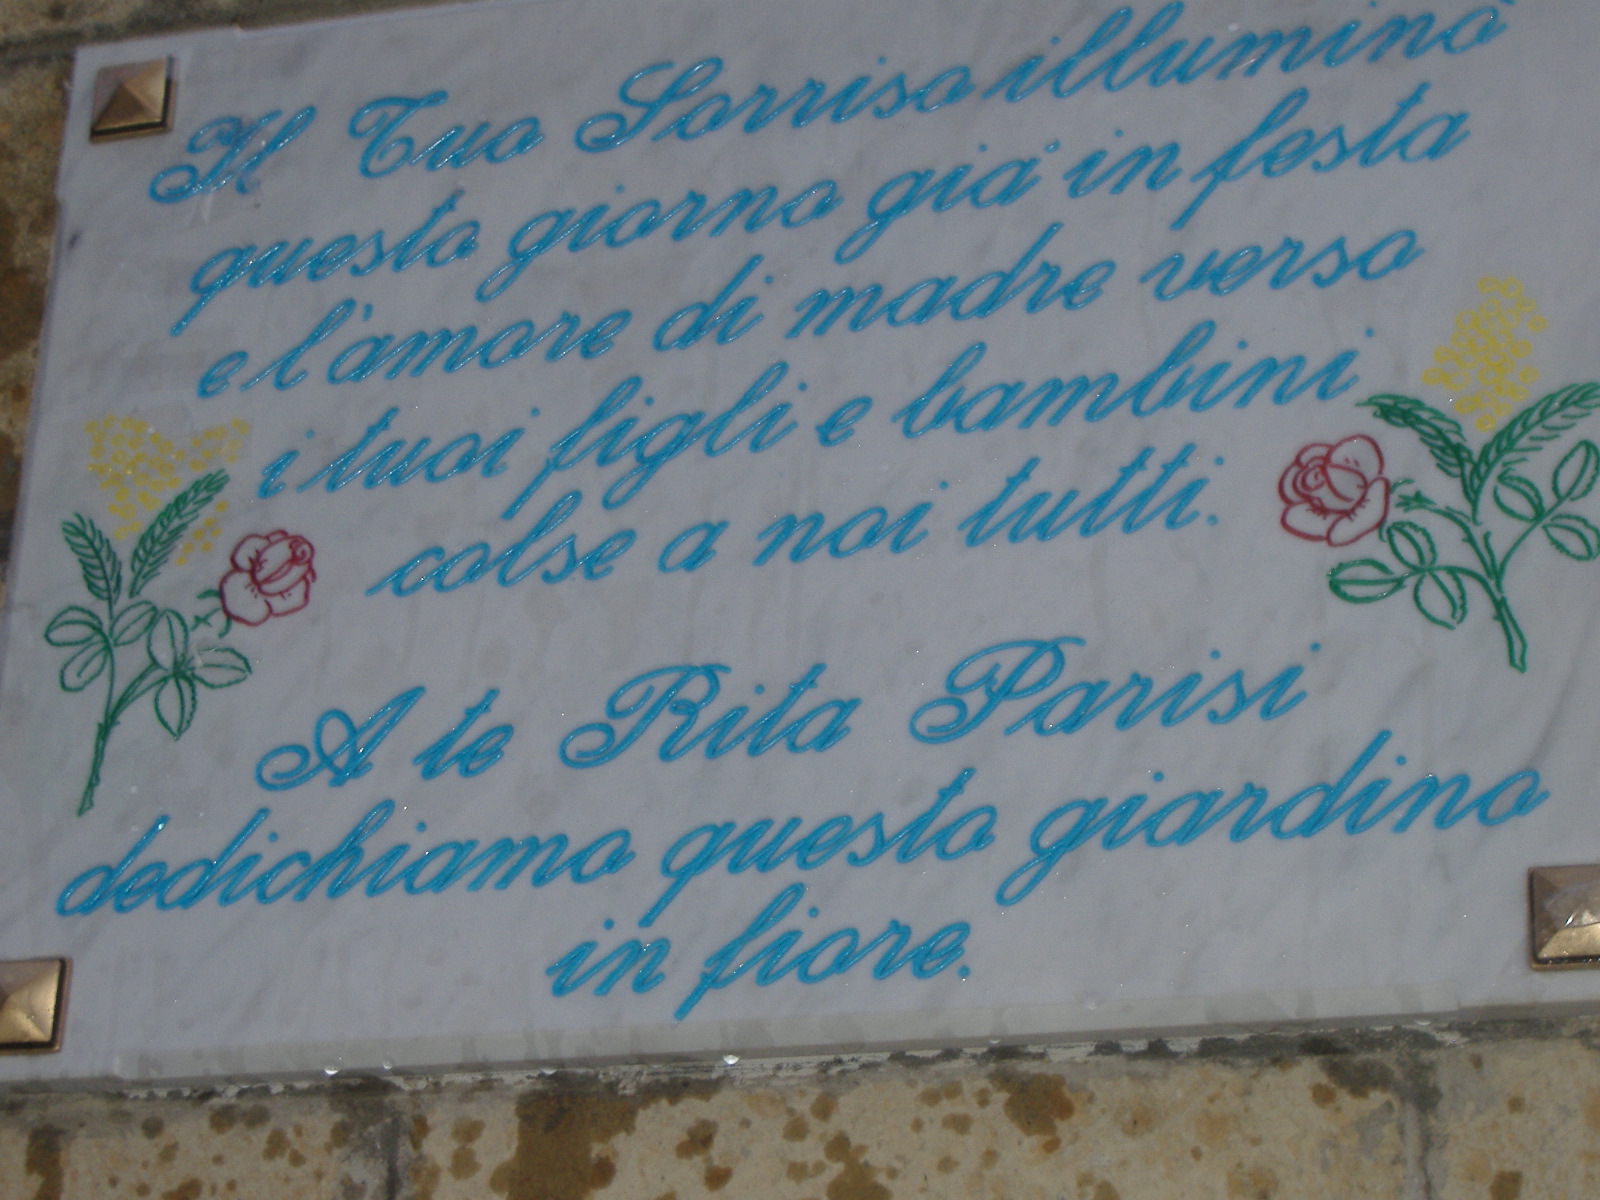 Il Tuo Sorriso illuminò
questo giorno già in festa
e l'amore di madre verso
i tuoi figli e bambini
colse a noi tutti.
A te Rita Parisi
dedichiamo questo giardino
in fiore.